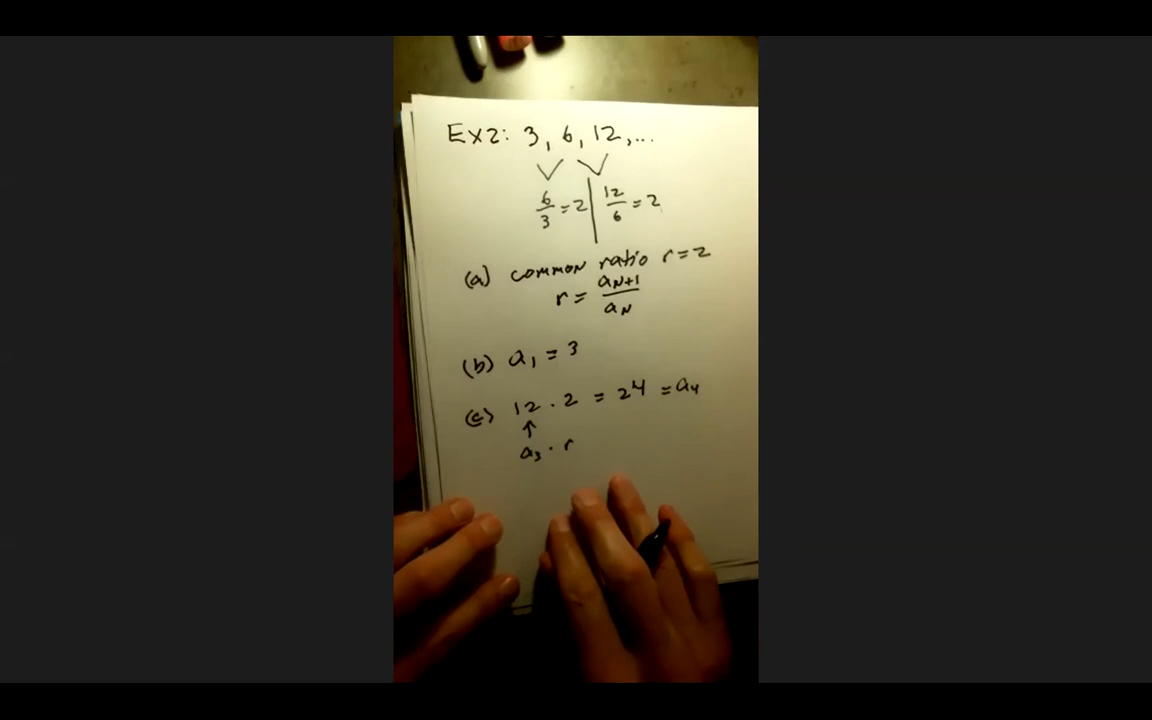 Ex2: 3, 6, 12, ...
6/3 = 2 | 12/6 = 2
(a) common ratio r = 2
r = aN+1/aN
(b) a₁ = 3
(c) 12 · 2 = 24 = a₄
↑
a₃ · r